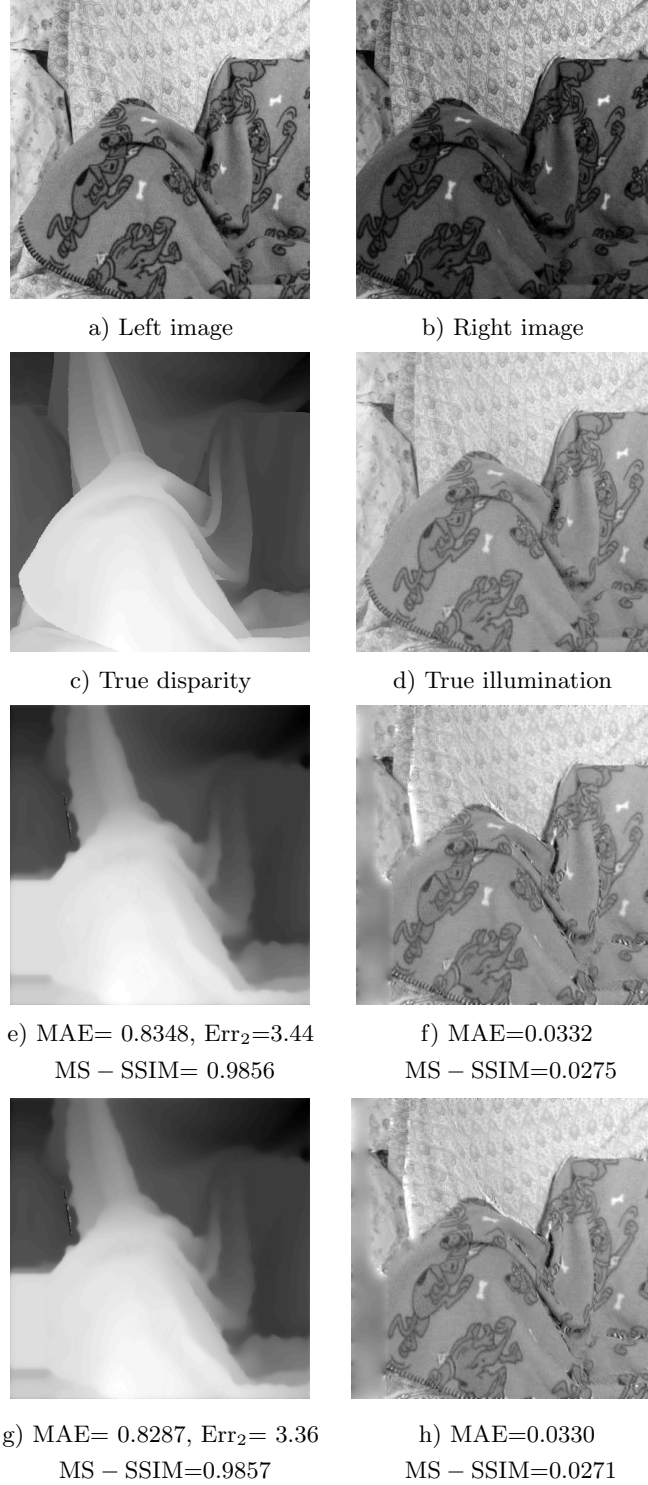 a) Left image
b) Right image
c) True disparity
d) True illumination
e) MAE= 0.8348, Err₂=3.44
MS − SSIM= 0.9856
f) MAE=0.0332
MS − SSIM=0.0275
g) MAE= 0.8287, Err₂= 3.36
MS − SSIM=0.9857
h) MAE=0.0330
MS − SSIM=0.0271